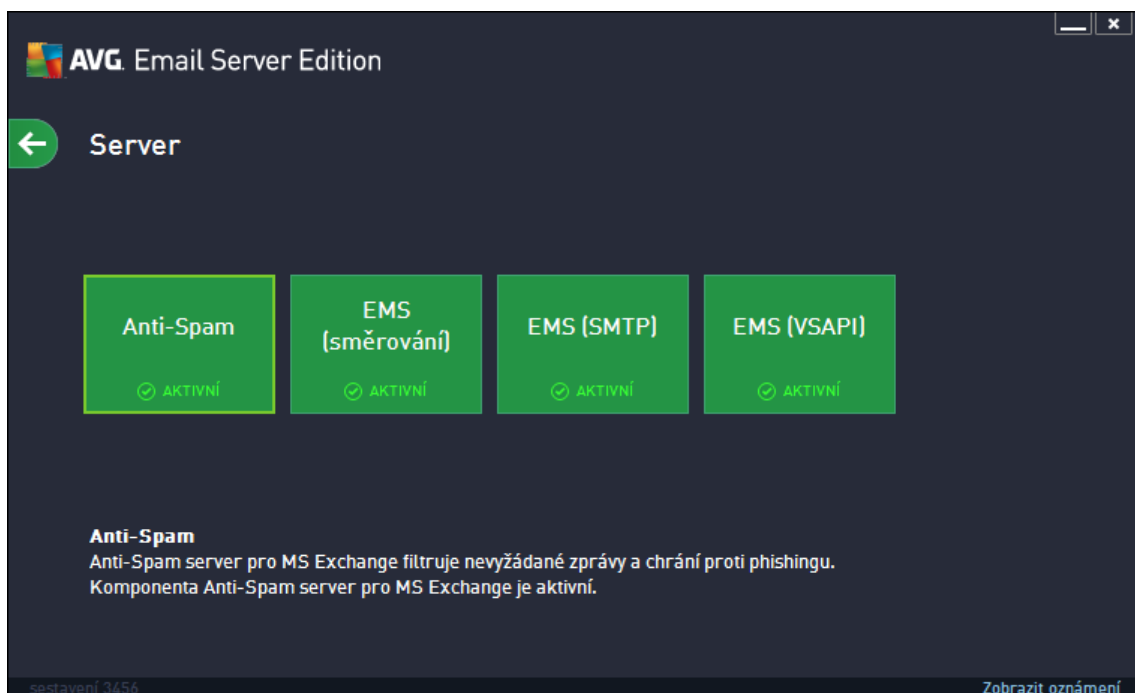 AVG. Email Server Edition
Server
Anti-Spam
AKTIVNÍ
EMS
(směrování)
AKTIVNÍ
EMS (SMTP)
AKTIVNÍ
EMS (VSAPI)
AKTIVNÍ
Anti-Spam
Anti-Spam server pro MS Exchange filtruje nevyžádané zprávy a chrání proti phishingu.
Komponenta Anti-Spam server pro MS Exchange je aktivní.
sestavení 3456
Zobrazit oznámení